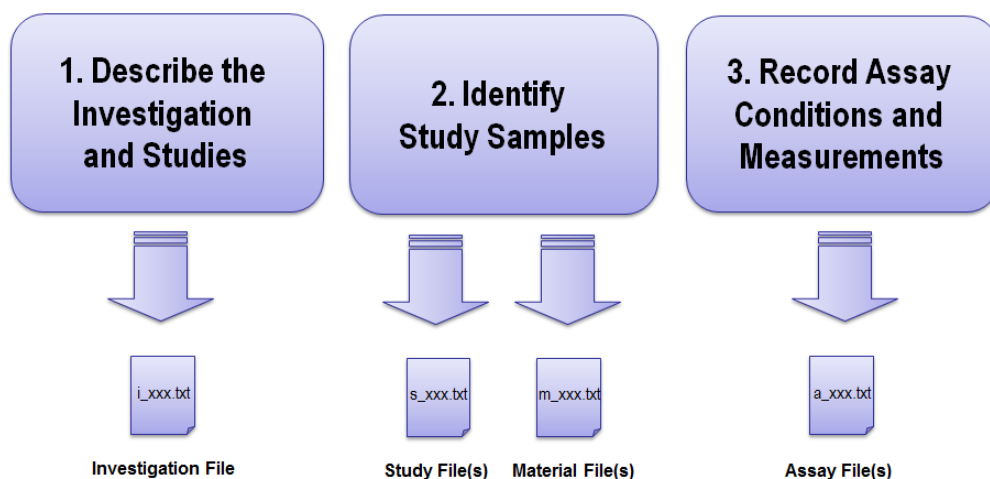 1. Describe the
Investigation
and Studies
2. Identify
Study Samples
3. Record Assay
Conditions and
Measurements
i_xxx.txt
s_xxx.txt
m_xxx.txt
a_xxx.txt
Investigation File
Study File(s)
Material File(s)
Assay File(s)